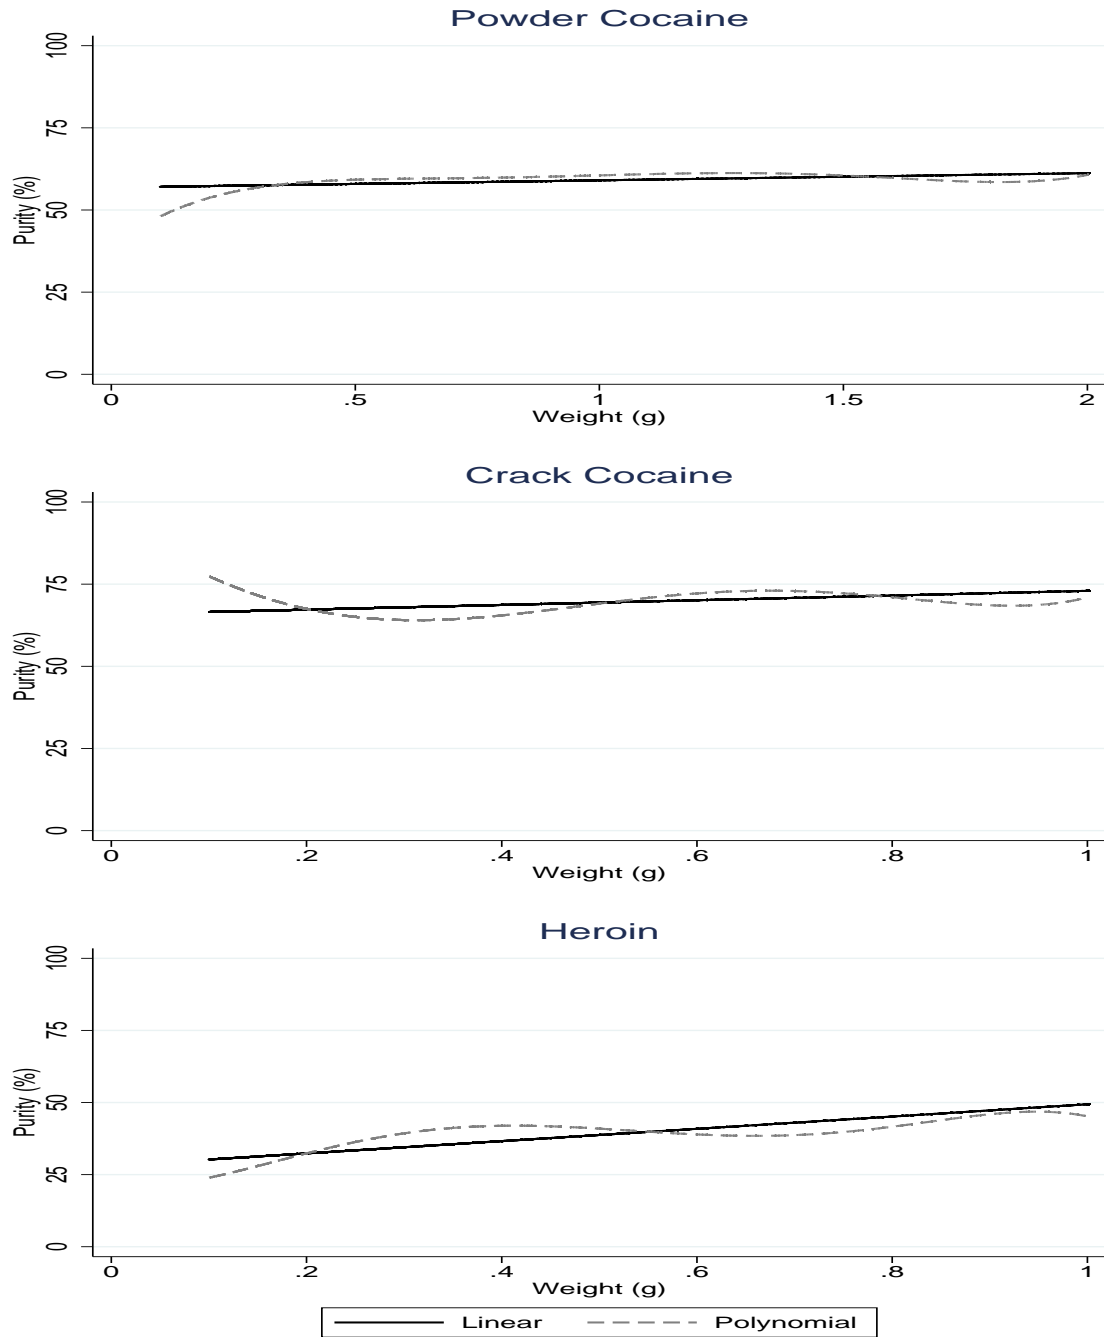 Powder Cocaine
100
75
50
25
0
Purity (%)
0 .5 1 1.5 2
Weight (g)
Crack Cocaine
100
75
50
25
0
Purity (%)
0 .2 .4 .6 .8 1
Weight (g)
Heroin
100
75
50
25
0
Purity (%)
0 .2 .4 .6 .8 1
Weight (g)
Linear Polynomial